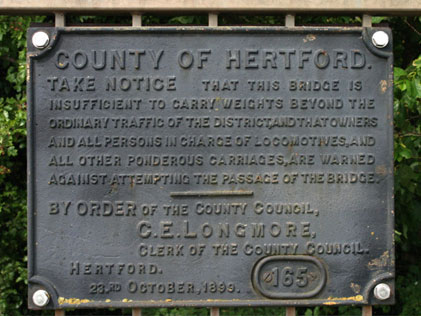 COUNTY OF HERTFORD.
TAKE NOTICE THAT THIS BRIDGE IS
INSUFFICIENT TO CARRY WEIGHTS BEYOND THE
ORDINARY TRAFFIC OF THE DISTRICT, AND THAT OWNERS
AND ALL PERSONS IN CHARGE OF LOCOMOTIVES, AND
ALL OTHER PONDEROUS CARRIAGES, ARE WARNED
AGAINST ATTEMPTING THE PASSAGE OF THE BRIDGE.
BY ORDER OF THE COUNTY COUNCIL,
C.E. LONGMORE,
CLERK OF THE COUNTY COUNCIL.
HERTFORD.
23RD OCTOBER, 1899.
165